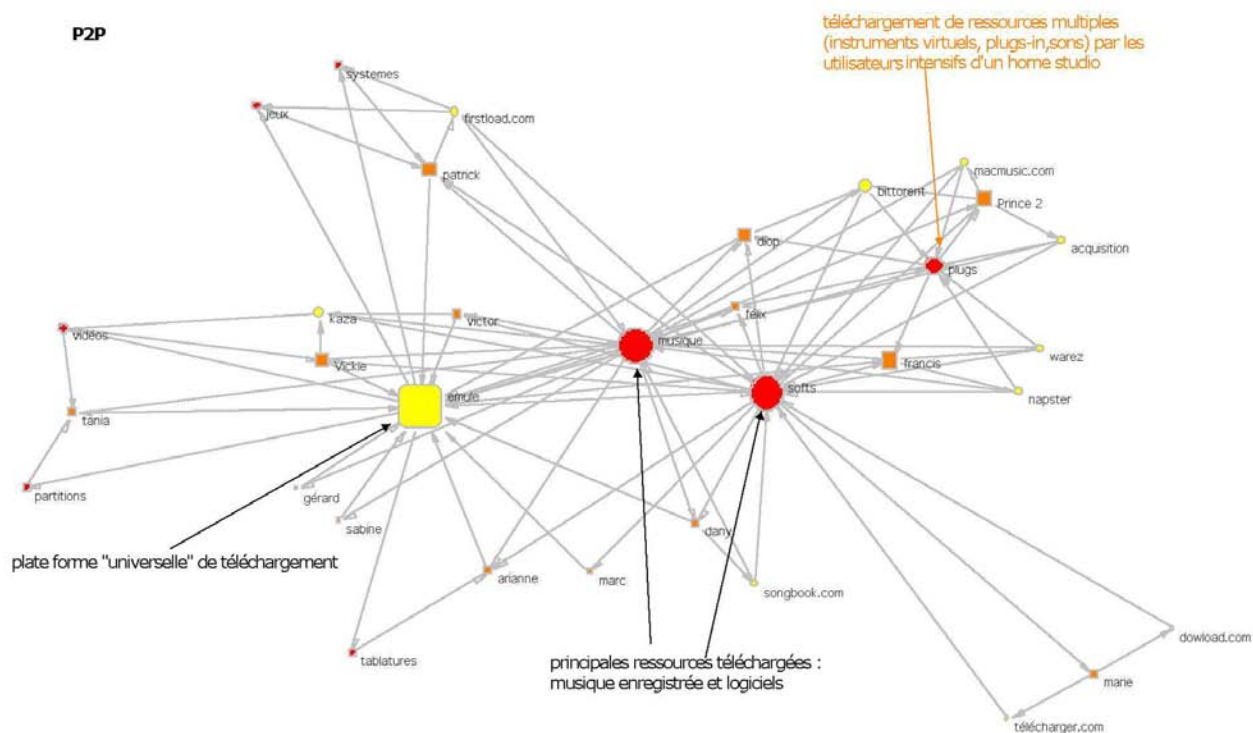 P2P
téléchargement de ressources multiples
(instruments virtuels, plugs-in,sons) par les
utilisateurs intensifs d'un home studio
systemes
jeux
firstload.com
patrick
macmusic.com
bittorent
Prince 2
diop
acquisition
plugs
kaza
victor
félix
vidéos
musique
warez
Vickie
francis
softs
emule
napster
tania
partitions
gérard
sabine
dany
plate forme "universelle" de téléchargement
arianne
marc
songbook.com
dowload.com
tablatures
principales ressources téléchargées :
musique enregistrée et logiciels
marie
télécharger.com